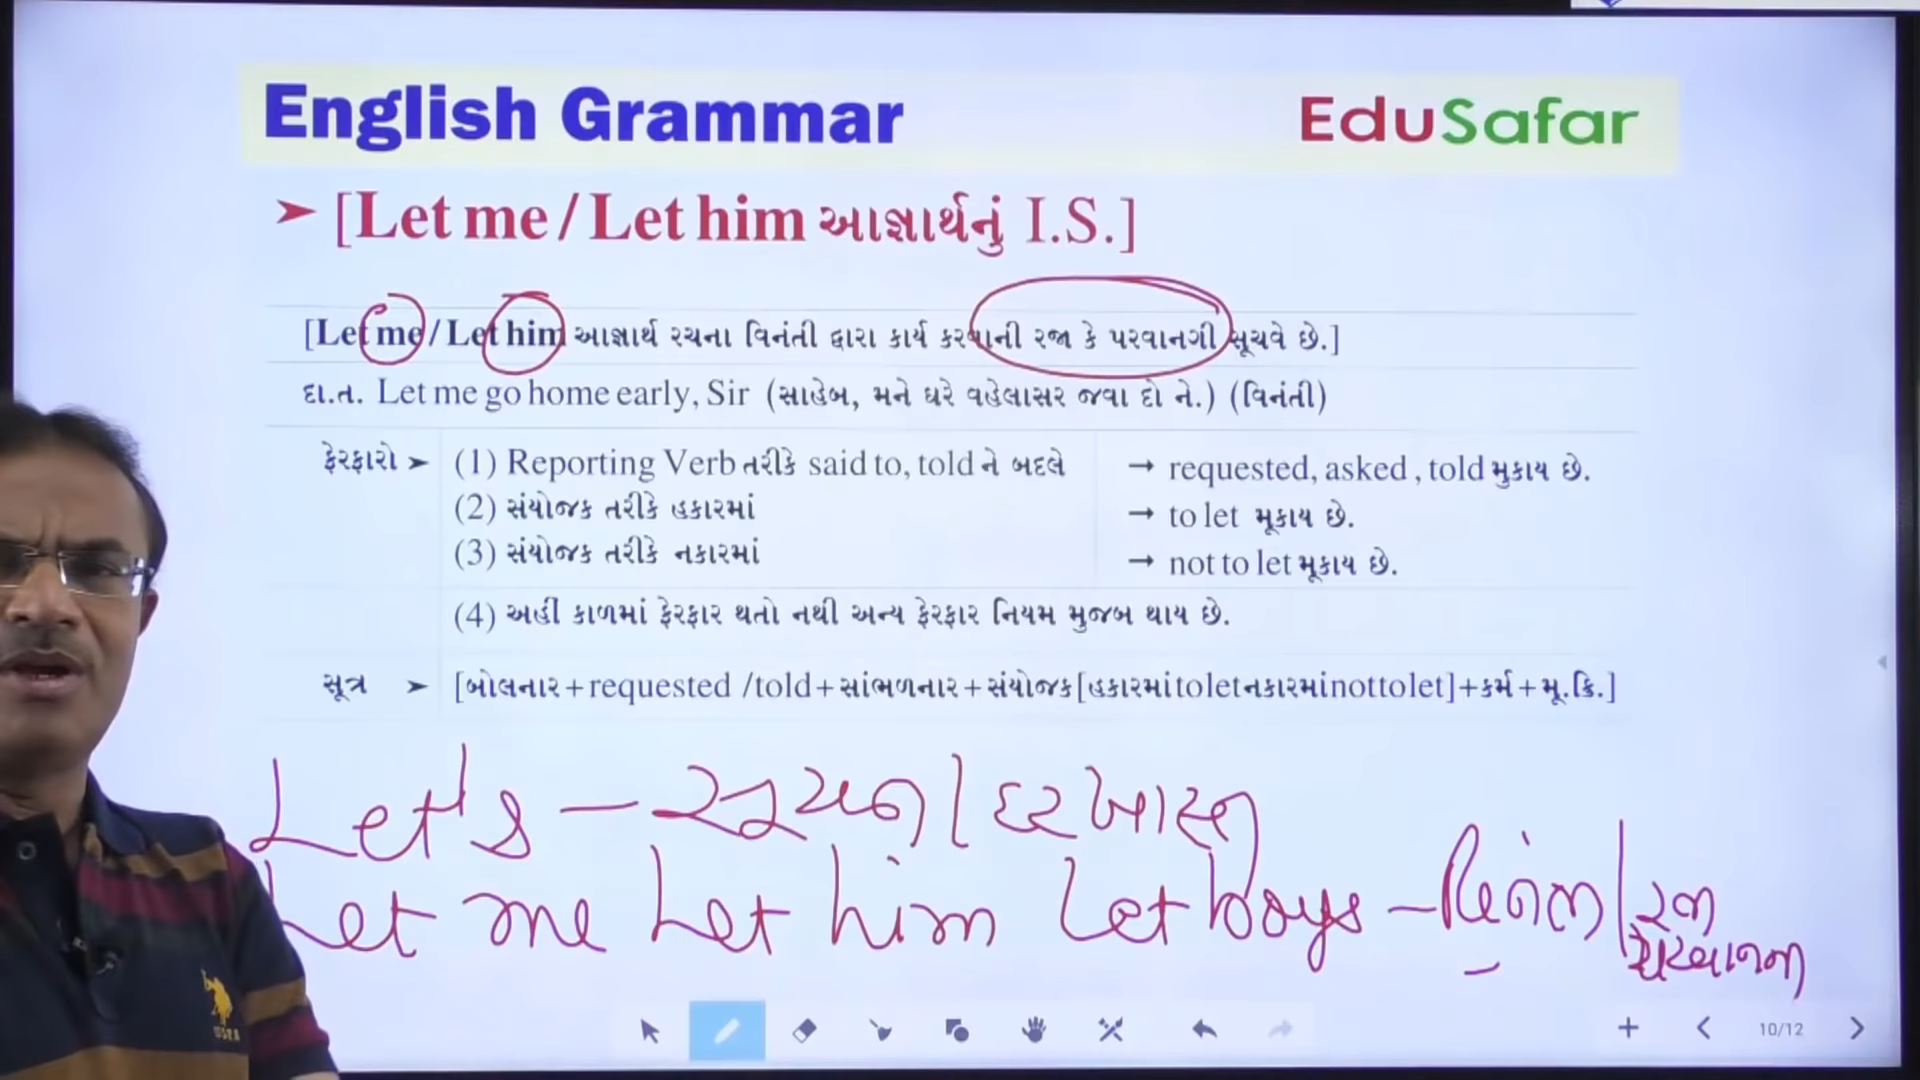 English Grammar
EduSafar
➤ [Let me / Let him આજ્ઞાર્થનું I.S.]
[Let me / Let him આજ્ઞાર્થ રચના વિનંતી દ્વારા કાર્ય કરવાની રજા કે પરવાનગી સૂચવે છે.]
દા.ત. Let me go home early, Sir (સાહેબ, મને ઘરે વહેલાસર જવા દો ને.) (વિનંતી)
ફેરફારો ➤ (1) Reporting Verb તરીકે said to, told ને બદલે → requested, asked , told મુકાય છે.
(2) સંયોજક તરીકે હકારમાં → to let મૂકાય છે.
(3) સંયોજક તરીકે નકારમાં → not to let મૂકાય છે.
(4) અહીં કાળમાં ફેરફાર થતો નથી અન્ય ફેરફાર નિયમ મુજબ થાય છે.
સૂત્ર ➤ [બોલનાર + requested / told + સાંભળનાર + સંયોજક [હકારમાં to let નકારમાં not to let] + કર્મ + મૂ.ક્રિ.]
Let's – સૂચન / દરખાસ્ત
Let me Let him Let boys – વિનંતી / રજા
પરવાનગી
10/12